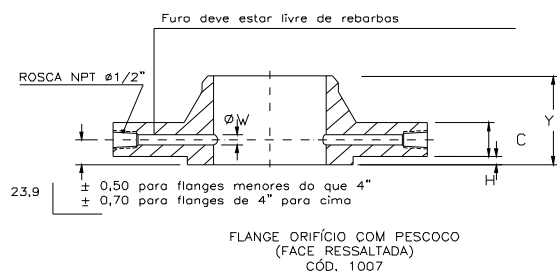 Furo deve estar livre de rebarbas
ROSCA NPT ø1/2"
ØW
Y
C
H
23,9
± 0,50 para flanges menores do que 4"
± 0,70 para flanges de 4" para cima
FLANGE ORIFÍCIO COM PESCOCO
(FACE RESSALTADA)
CÓD. 1007